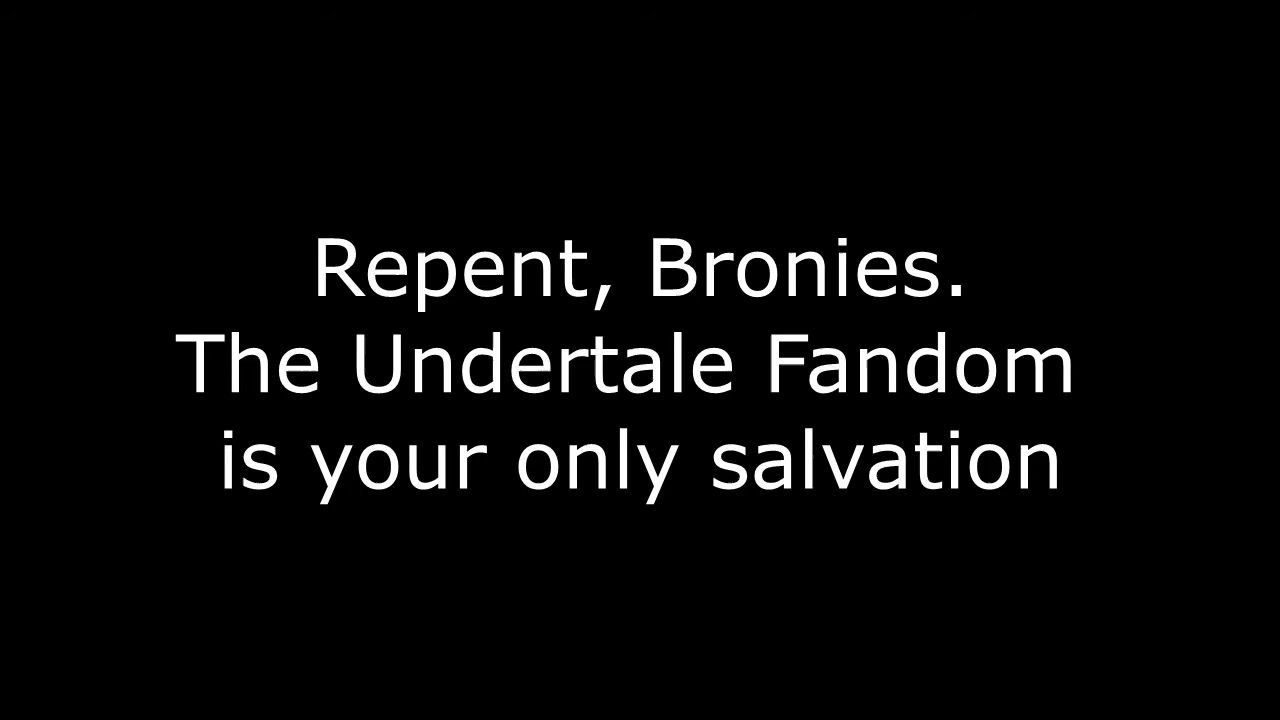 Repent, Bronies.
The Undertale Fandom
is your only salvation